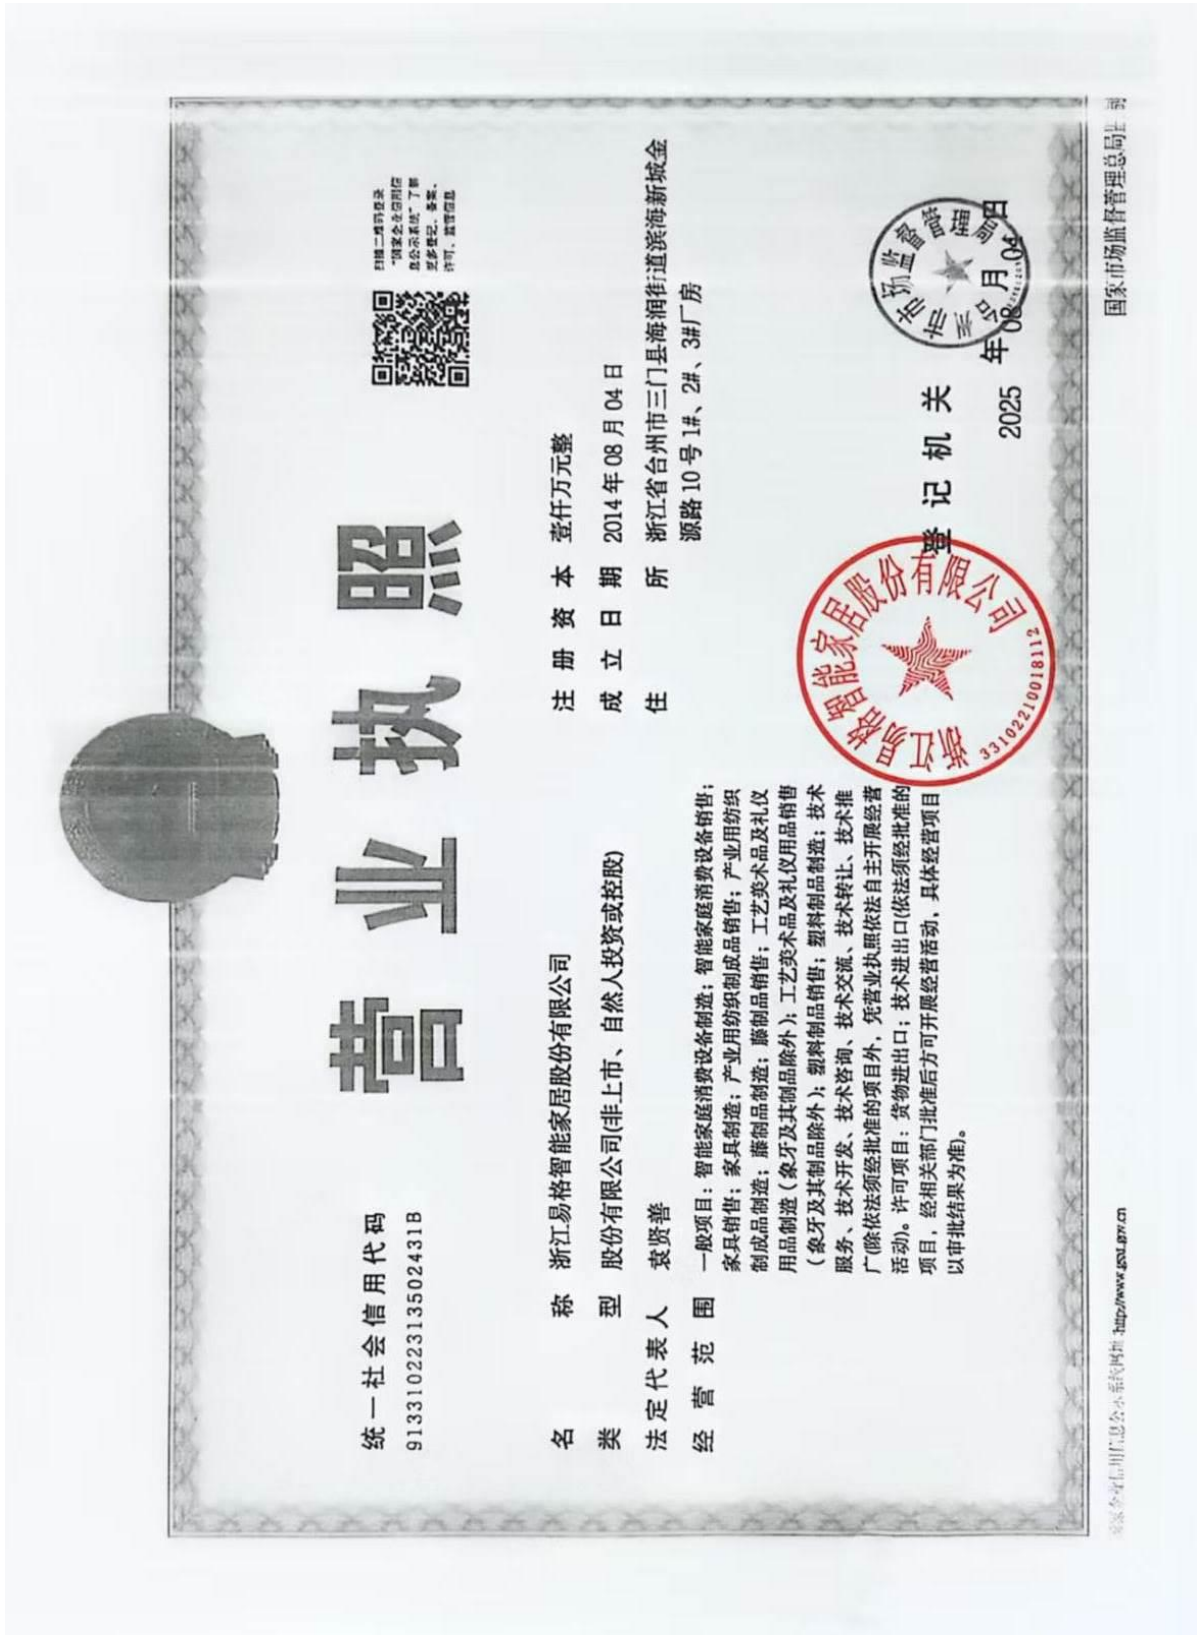 营业执照
统一社会信用代码
91331022313502431B
扫描二维码登录
“国家企业信用信
息公示系统”了解
更多登记、备案、
许可、监管信息
名称 浙江易格智能家居股份有限公司
类型 股份有限公司(非上市、自然人投资或控股)
法定代表人 袁贤善
经营范围 一般项目：智能家庭消费设备制造；智能家庭消费设备销售；
家具销售；家具制造；产业用纺织制成品销售；产业用纺织
制成品制造；藤制品制造；藤制品销售；工艺美术品及礼仪
用品制造（象牙及其制品除外）；工艺美术品及礼仪用品销售
（象牙及其制品除外）；塑料制品销售；塑料制品制造；技术
服务、技术开发、技术咨询、技术交流、技术转让、技术推
广(除依法须经批准的项目外，凭营业执照依法自主开展经营
活动)。许可项目：货物进出口；技术进出口(依法须经批准的
项目，经相关部门批准后方可开展经营活动，具体经营项目
以审批结果为准)。
注册资本 壹仟万元整
成立日期 2014年08月04日
住所 浙江省台州市三门县海润街道滨海新城金
源路10号1#、2#、3#厂房
浙江易格智能家居股份有限公司
33102210018112
登记机关
市市场监督管理局
2025年08月04日
国家企业信用信息公示系统网址:http://www.gsxt.gov.cn
国家市场监督管理总局监制